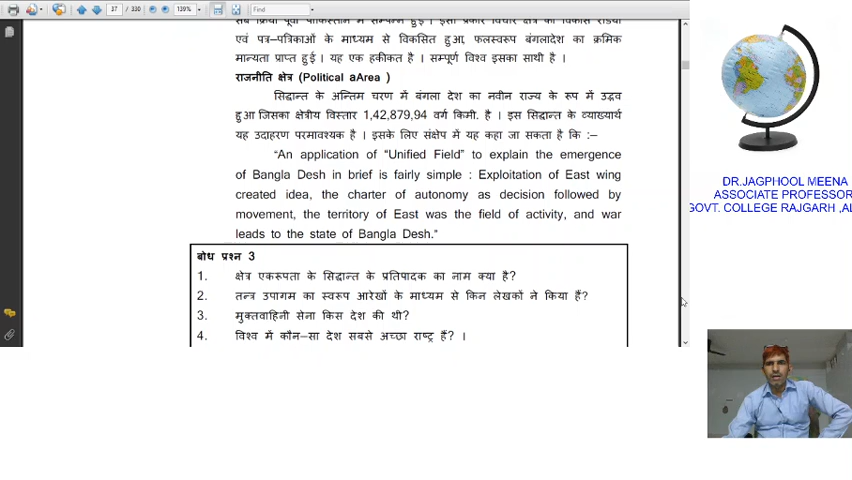 37 / 330
139%
Find
एवं पत्र–पत्रिकाओं के माध्यम से विकसित हुआ, फलस्वरूप बंगलादेश का क्रमिक
मान्यता प्राप्त हुई । यह एक हकीकत है । सम्पूर्ण विश्व इसका साथी है ।
राजनीति क्षेत्र (Political aArea )
सिद्धान्त के अन्तिम चरण में बंगला देश का नवीन राज्य के रूप में उद्भव
हुआ जिसका क्षेत्रीय विस्तार 1,42,879,94 वर्ग किमी. है । इस सिद्धान्त के व्याख्यार्थ
यह उदाहरण परमावश्यक है । इसके लिए संक्षेप में यह कहा जा सकता है कि :–
“An application of “Unified Field” to explain the emergence
of Bangla Desh in brief is fairly simple : Exploitation of East wing
created idea, the charter of autonomy as decision followed by
movement, the territory of East was the field of activity, and war
leads to the state of Bangla Desh.”
बोध प्रश्न 3
1. क्षेत्र एकरूपता के सिद्धान्त के प्रतिपादक का नाम क्या है?
2. तन्त्र उपागम का स्वरूप आरेखों के माध्यम से किन लेखकों ने किया हैं?
3. मुक्तवाहिनी सेना किस देश की थी?
4. विश्व में कौन–सा देश सबसे अच्छा राष्ट्र हैं? ।
DR.JAGPHOOL MEENA
ASSOCIATE PROFESSOR
GOVT. COLLEGE RAJGARH ,AL